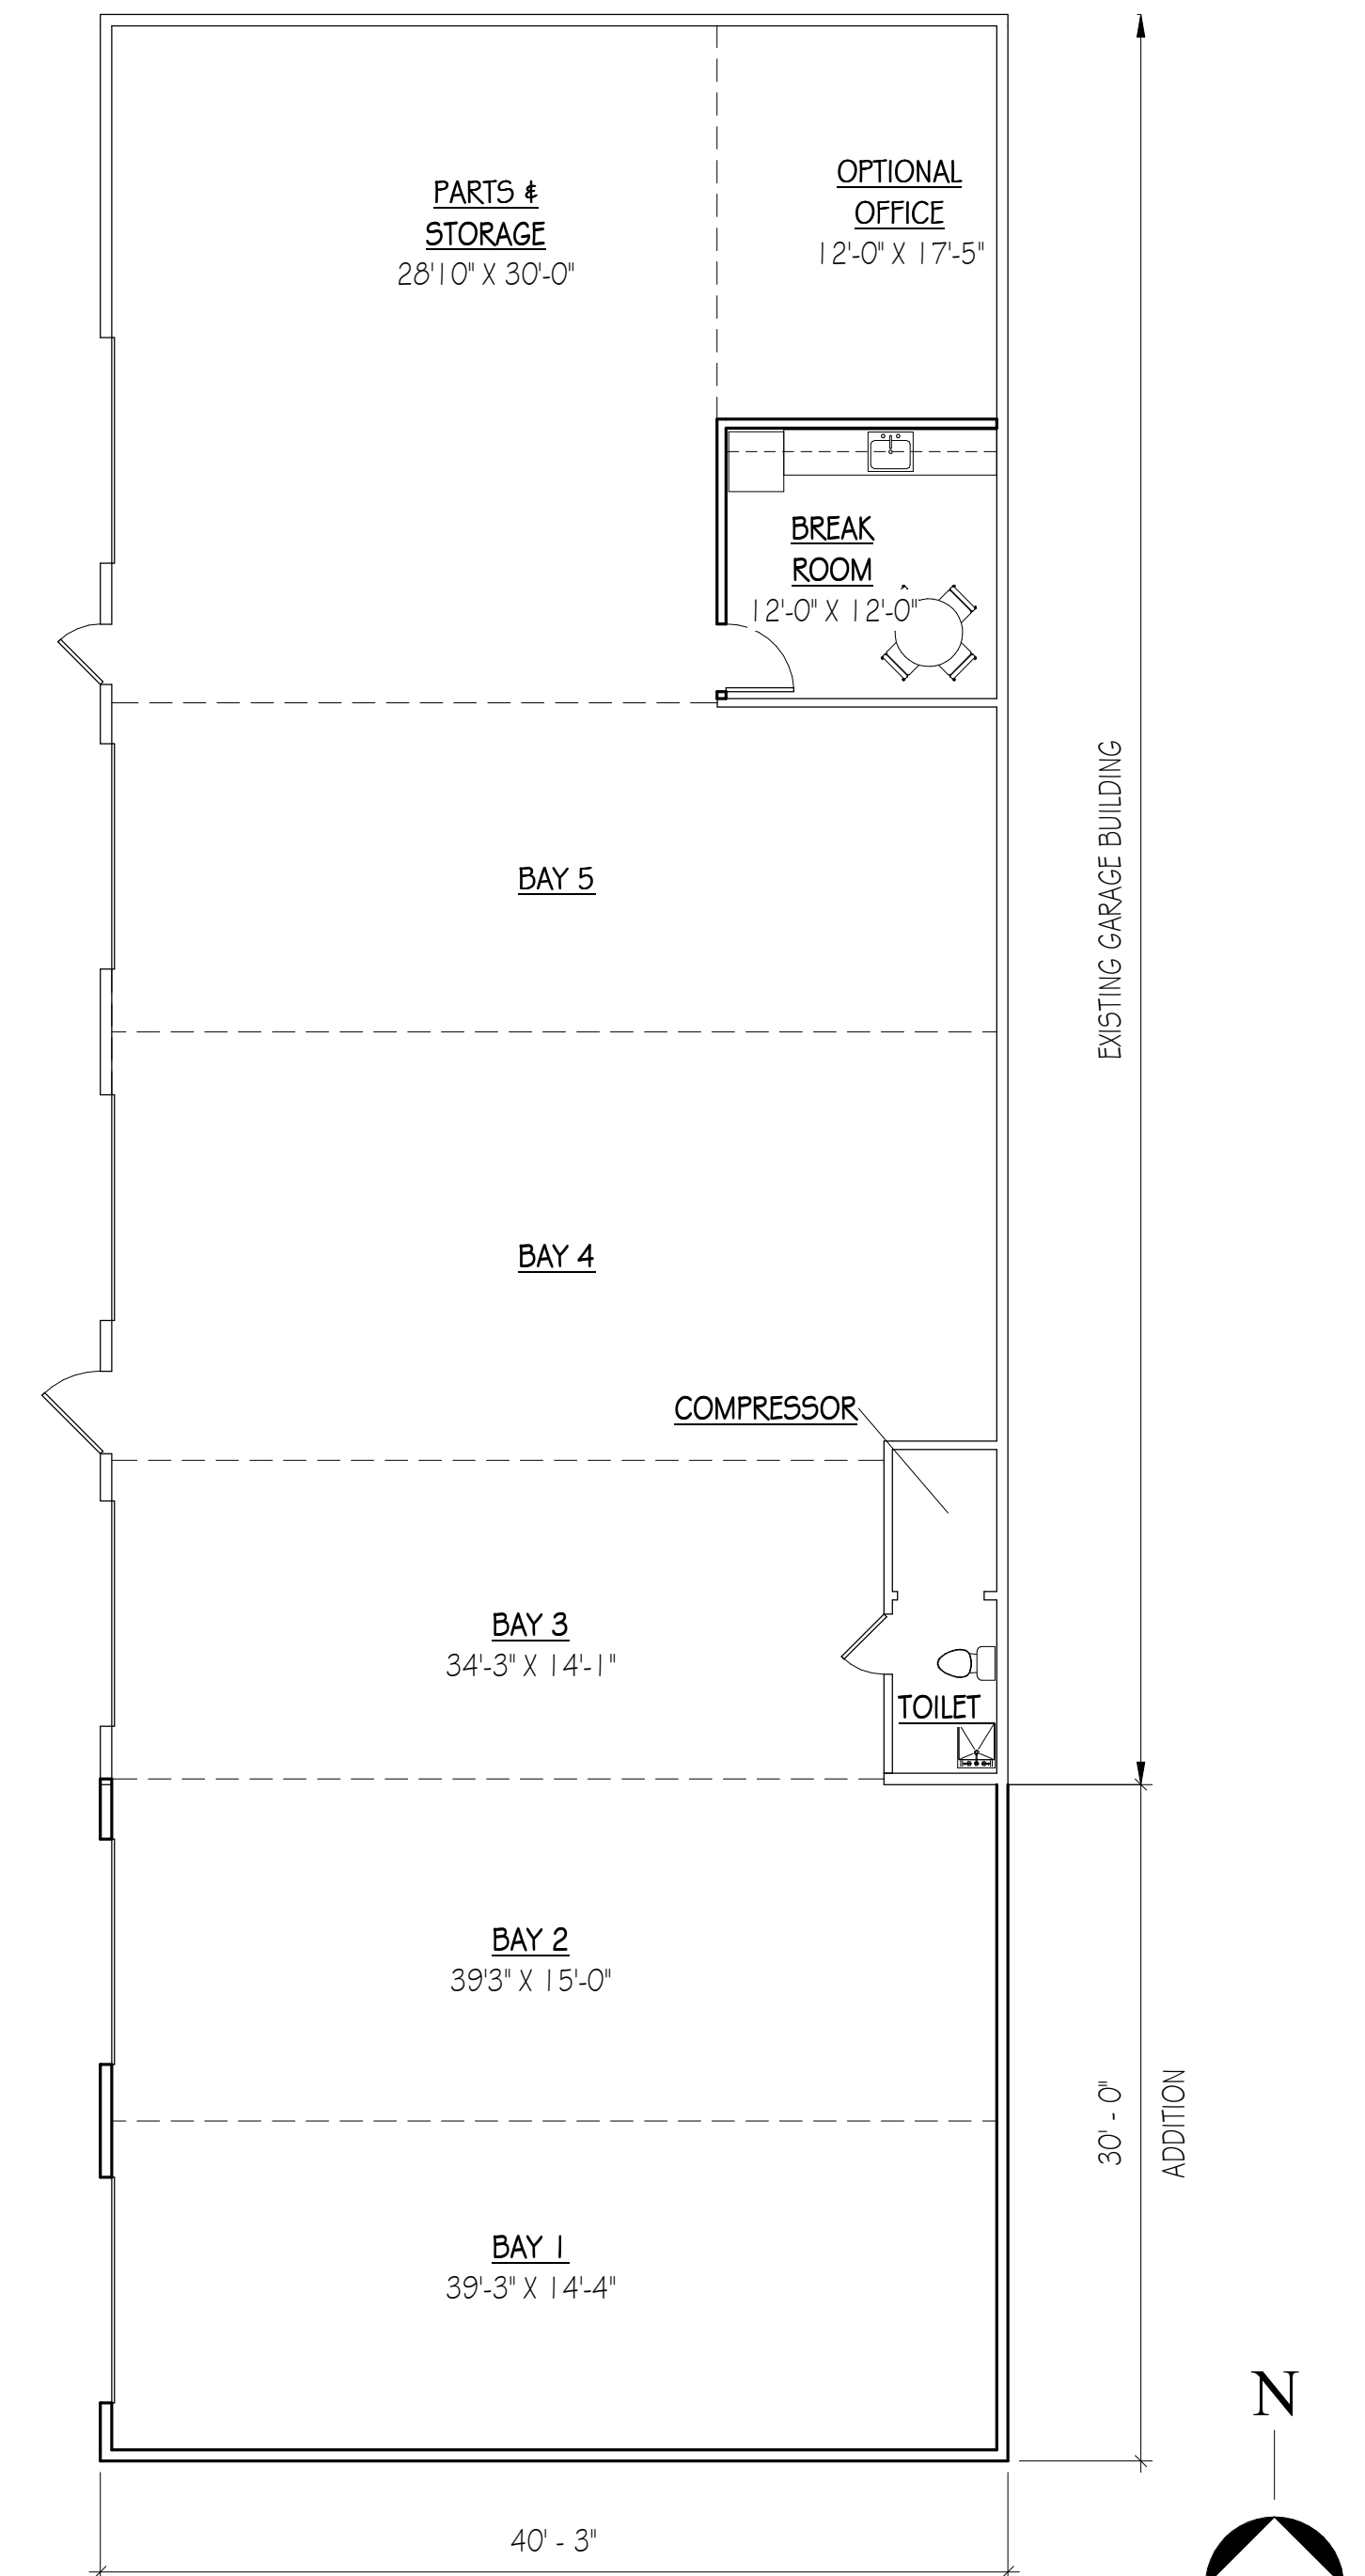 PARTS &
STORAGE
28'10" X 30'-0"
OPTIONAL
OFFICE
12'-0" X 17'-5"
BREAK
ROOM
12'-0" X 12'-0"
BAY 5
EXISTING GARAGE BUILDING
BAY 4
COMPRESSOR
BAY 3
34'-3" X 14'-1"
TOILET
BAY 2
39'3" X 15'-0"
30' - 0"
ADDITION
BAY 1
39'-3" X 14'-4"
N
40' - 3"